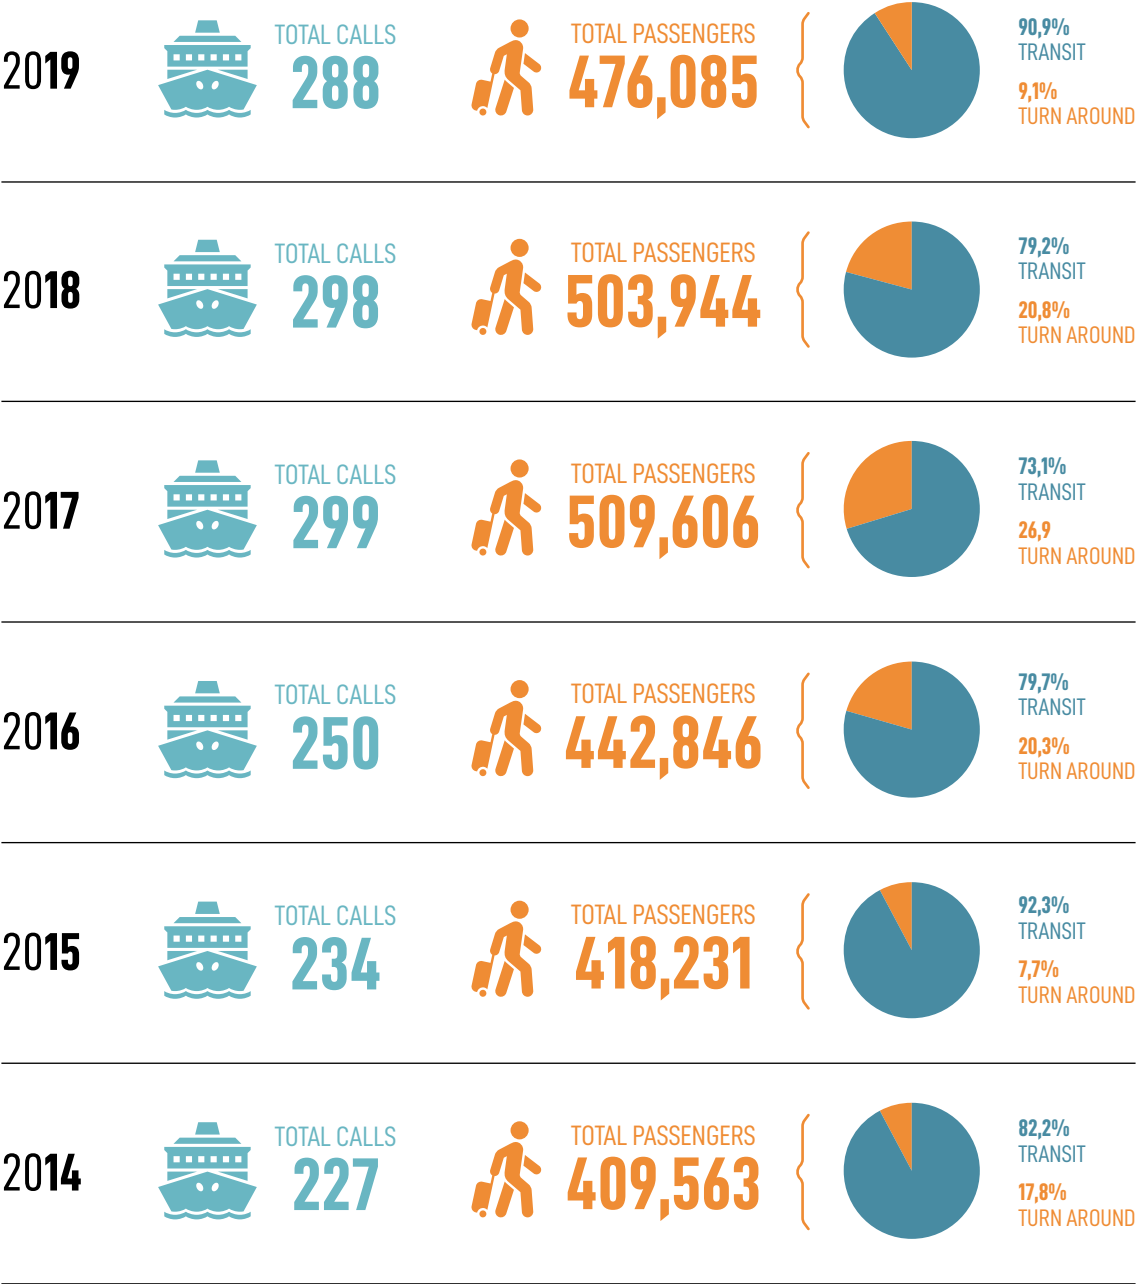 2019
TOTAL CALLS
288
TOTAL PASSENGERS
476,085
90,9%
TRANSIT
9,1%
TURN AROUND
2018
TOTAL CALLS
298
TOTAL PASSENGERS
503,944
79,2%
TRANSIT
20,8%
TURN AROUND
2017
TOTAL CALLS
299
TOTAL PASSENGERS
509,606
73,1%
TRANSIT
26,9
TURN AROUND
2016
TOTAL CALLS
250
TOTAL PASSENGERS
442,846
79,7%
TRANSIT
20,3%
TURN AROUND
2015
TOTAL CALLS
234
TOTAL PASSENGERS
418,231
92,3%
TRANSIT
7,7%
TURN AROUND
2014
TOTAL CALLS
227
TOTAL PASSENGERS
409,563
82,2%
TRANSIT
17,8%
TURN AROUND